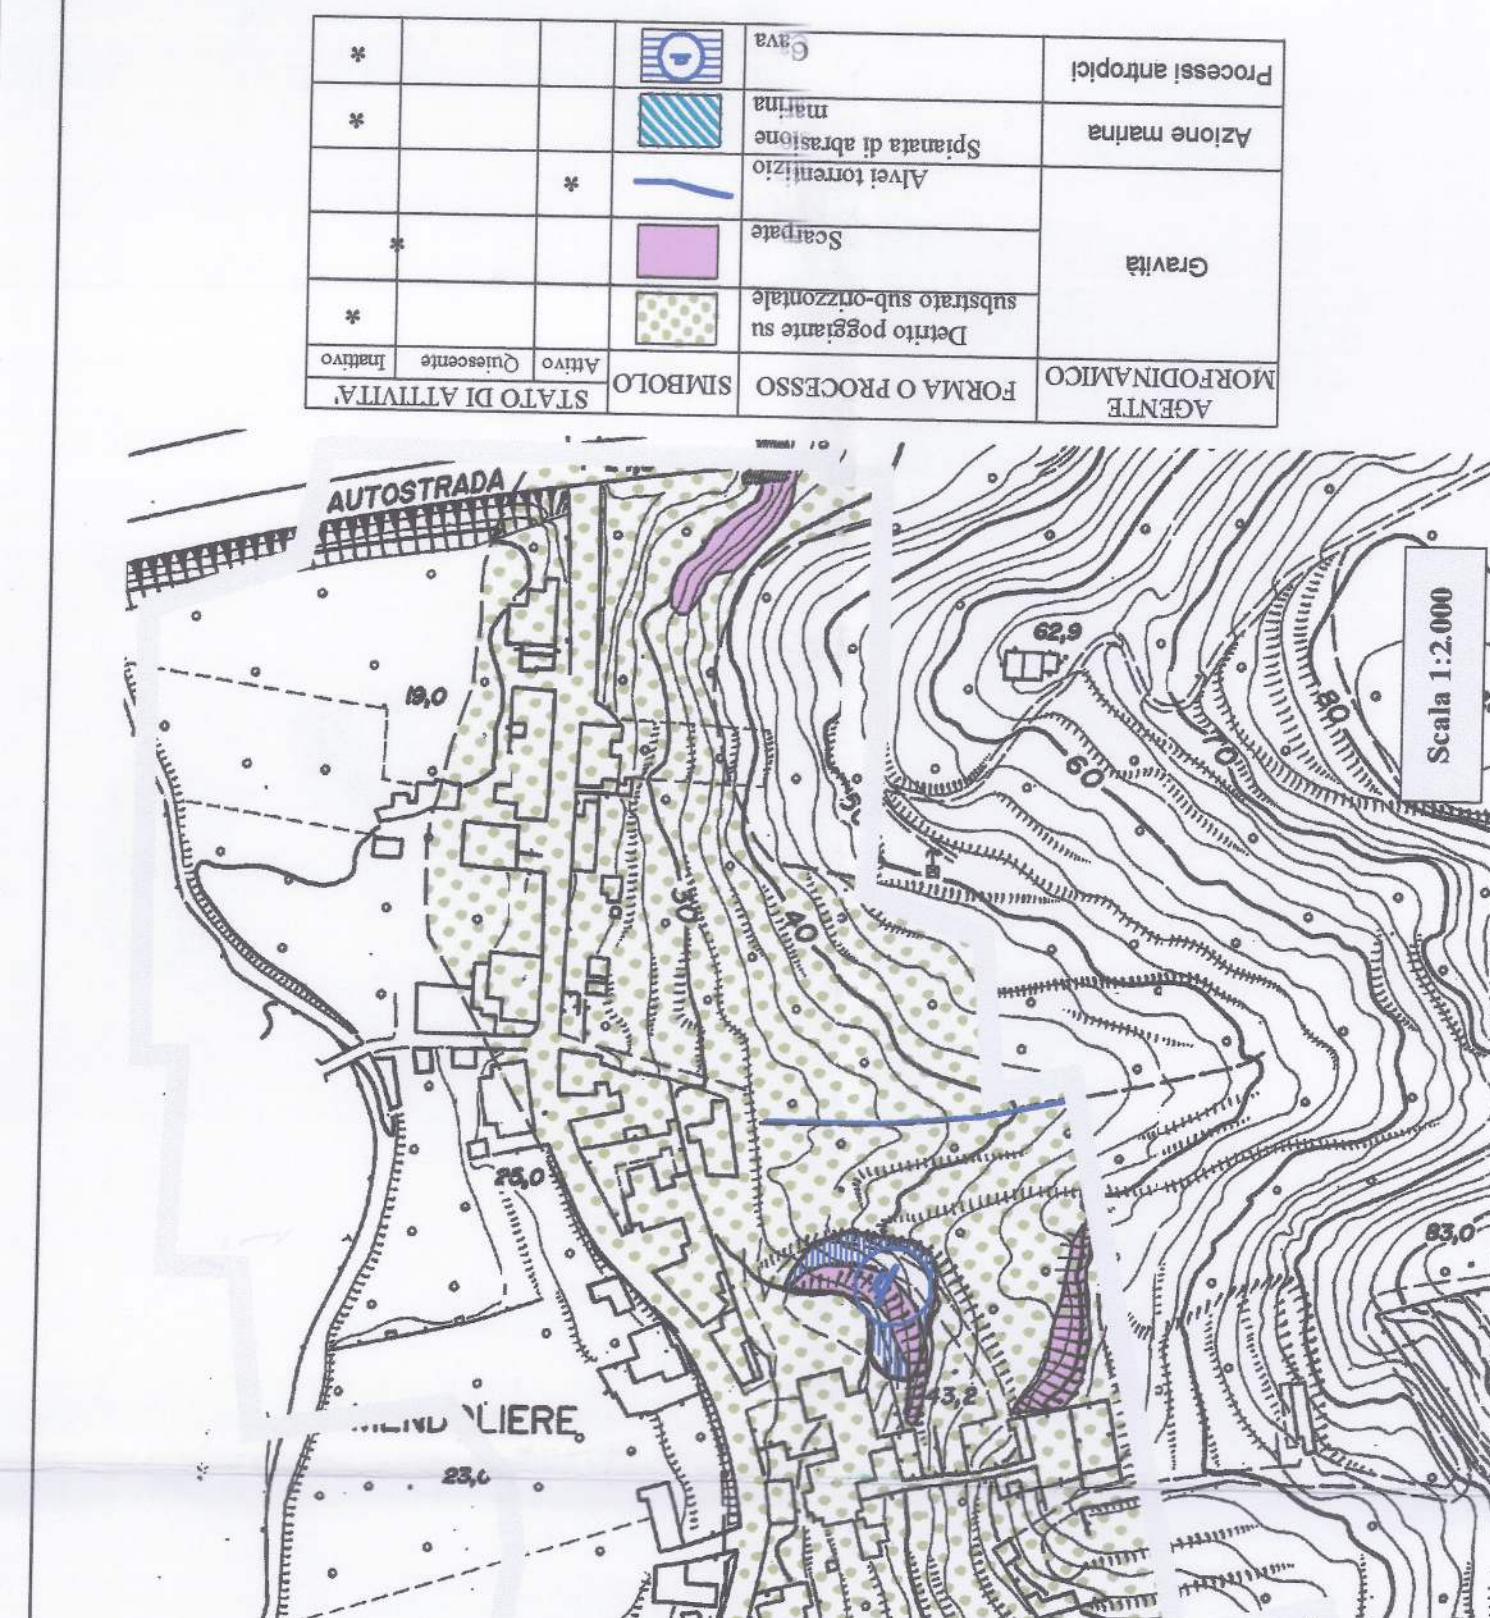 AGENTE
MORFODINAMICO
FORMA O PROCESSO
SIMBOLO
STATO DI ATTIVITA'
Attivo
Quiescente
Inattivo
Gravità
Detrito poggiante su
substrato sub-orizzontale
*
Scarpate
*
Alvei torrentizio
*
Azione marina
Spianata di abrasione
marina
*
Processi antropici
Cava
*
AUTOSTRADA
Scala 1:2.000
62,9
19,0
80
70
60
30
40
25,0
83,0
43,2